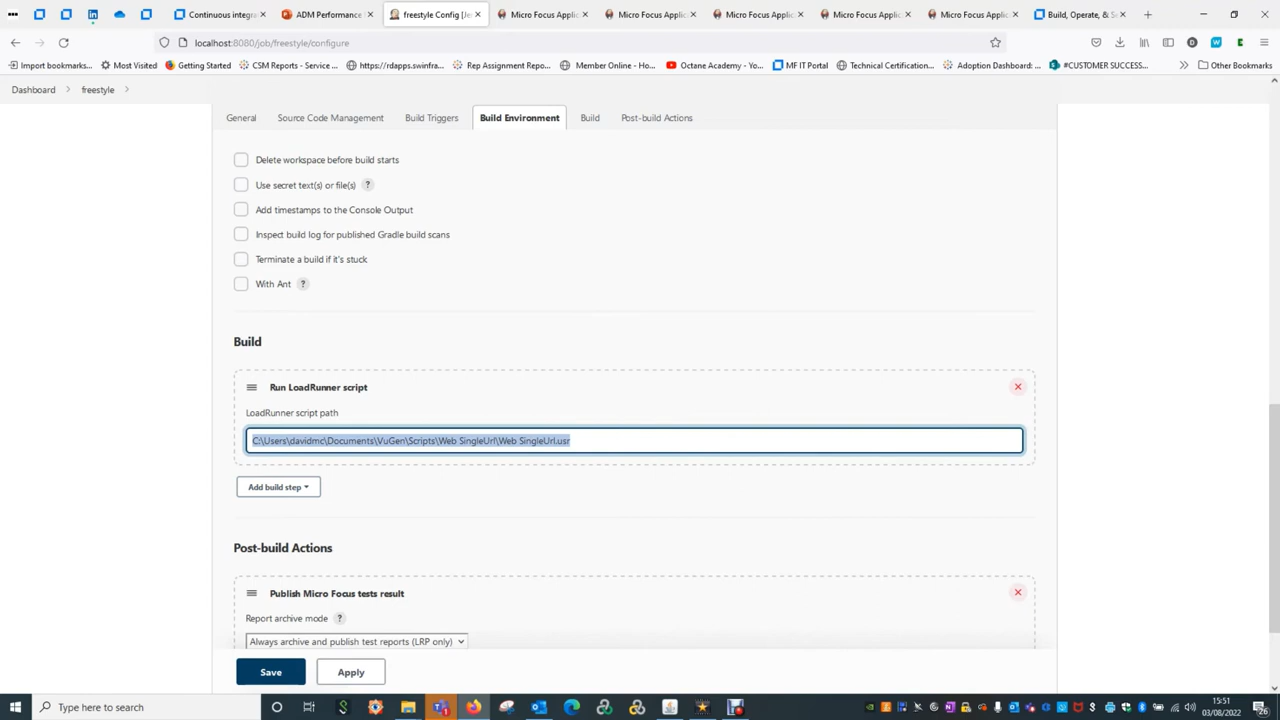 Continuous integra
ADM Performance
freestyle Config [Jen
Micro Focus Applic
Micro Focus Applic
Micro Focus Applic
Micro Focus Applic
Micro Focus Applic
Build, Operate, & Se
localhost:8080/job/freestyle/configure
Import bookmarks...
Most Visited
Getting Started
CSM Reports - Service ...
https://rdapps.swinfra...
Rep Assignment Repo...
Member Online - Ho...
Octane Academy - Yo...
MF IT Portal
Technical Certification...
Adoption Dashboard: ...
#CUSTOMER SUCCESS...
Other Bookmarks
Dashboard
freestyle
General
Source Code Management
Build Triggers
Build Environment
Build
Post-build Actions
Delete workspace before build starts
Use secret text(s) or file(s) ?
Add timestamps to the Console Output
Inspect build log for published Gradle build scans
Terminate a build if it's stuck
With Ant ?
Build
Run LoadRunner script
LoadRunner script path
C:\Users\davidmc\Documents\VuGen\Scripts\Web SingleUrl\Web SingleUrl.usr
Add build step
Post-build Actions
Publish Micro Focus tests result
Report archive mode ?
Always archive and publish test reports (LRP only)
Save
Apply
Type here to search
15:51
03/08/2022
26